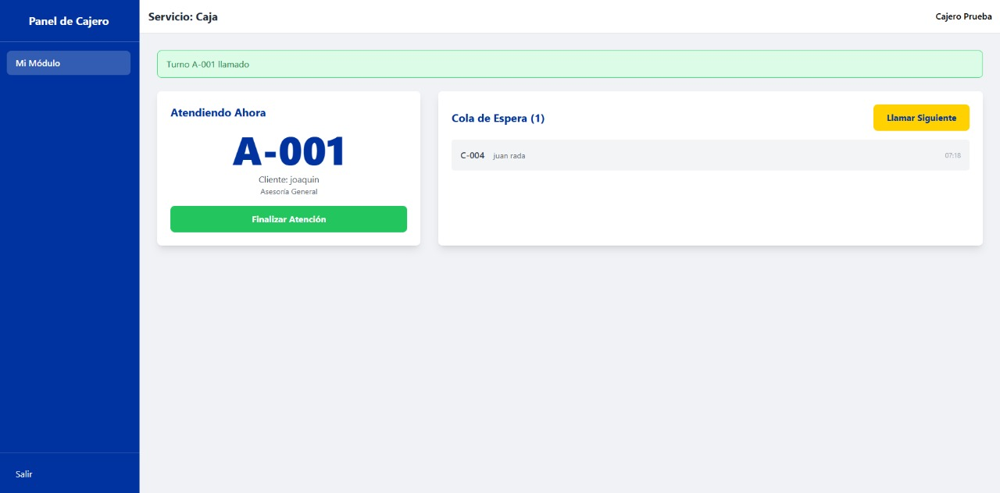 Panel de Cajero
Mi Módulo
Salir
Servicio: Caja
Cajero Prueba
Turno A-001 llamado
Atendiendo Ahora
A-001
Cliente: joaquin
Asesoría General
Finalizar Atención
Cola de Espera (1)
Llamar Siguiente
C-004 juan rada 07:18